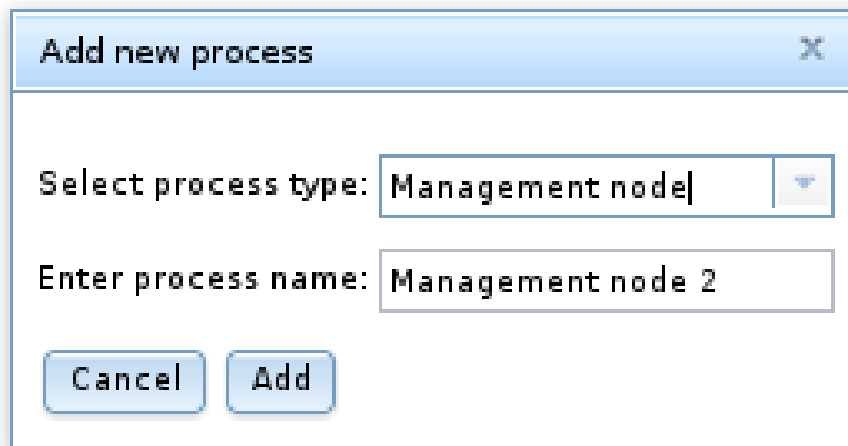 Add new process
Select process type: Management node
Enter process name: Management node 2
Cancel Add